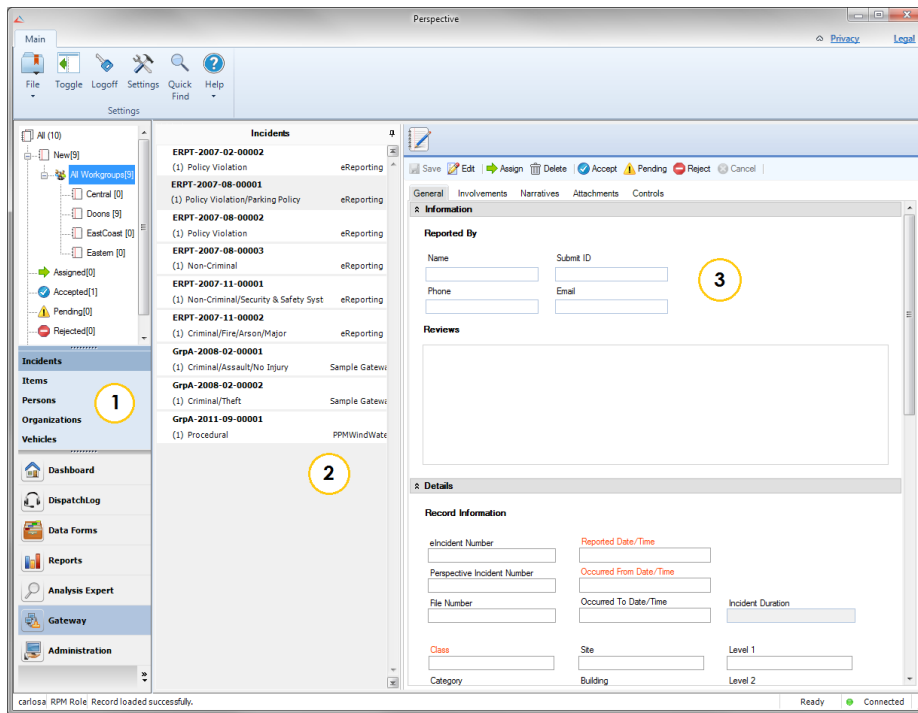 Perspective
Main
Privacy
Legal
File
Toggle
Logoff
Settings
Quick Find
Help
Settings
All (10)
New[9]
All Workgroups[9]
Central [0]
Doons [9]
EastCoast [0]
Eastern [0]
Assigned[0]
Accepted[1]
Pending[0]
Rejected[0]
Incidents
Items
Persons
Organizations
Vehicles
1
Dashboard
DispatchLog
Data Forms
Reports
Analysis Expert
Gateway
Administration
Incidents
ERPT-2007-02-00002
(1) Policy Violation eReporting
ERPT-2007-08-00001
(1) Policy Violation/Parking Policy eReporting
ERPT-2007-08-00002
(1) Policy Violation eReporting
ERPT-2007-08-00003
(1) Non-Criminal eReporting
ERPT-2007-11-00001
(1) Non-Criminal/Security & Safety Syst eReporting
ERPT-2007-11-00002
(1) Criminal/Fire/Arson/Major eReporting
GrpA-2008-02-00001
(1) Criminal/Assault/No Injury Sample Gatewa
GrpA-2008-02-00002
(1) Criminal/Theft Sample Gatewa
GrpA-2011-09-00001
(1) Procedural PPMWindWate
2
Save Edit Assign Delete Accept Pending Reject Cancel
General Involvements Narratives Attachments Controls
Information
Reported By
Name Submit ID
3
Phone Email
Reviews
Details
Record Information
eIncident Number Reported Date/Time
Perspective Incident Number Occurred From Date/Time
File Number Occurred To Date/Time Incident Duration
Class Site Level 1
Category Building Level 2
carlosa RPM Role Record loaded successfully. Ready Connected